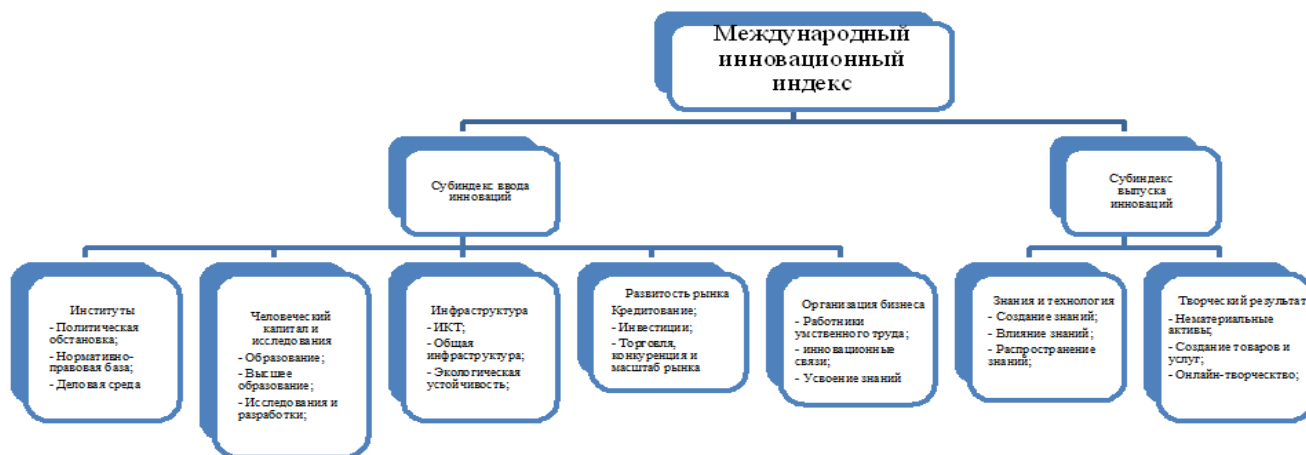 Международный
инновационный
индекс
Субиндекс ввода
инноваций
Субиндекс
выпуска
инноваций
Институты
- Политическая
обстановка;
- Нормативно-
правовая база;
- Деловая среда
Человеческий
капитал и
исследования
- Образование;
- Высшее
образование;
- Исследования и
разработки;
Инфраструктура
- ИКТ;
- Общая
инфраструктура;
- Экологическая
устойчивость;
Развитость рынка
Кредитование;
- Инвестиции;
- Торговля,
конкуренция и
масштаб рынка
Организация бизнеса
- Работники
умственного труда;
- инновационные
связи;
- Усвоение знаний
Знания и технология
- Создание знаний;
- Влияние знаний;
- Распространение
знаний;
Творческий результат
- Нематериальные
активы;
- Создание товаров и
услуг;
- Онлайн-творческтво;